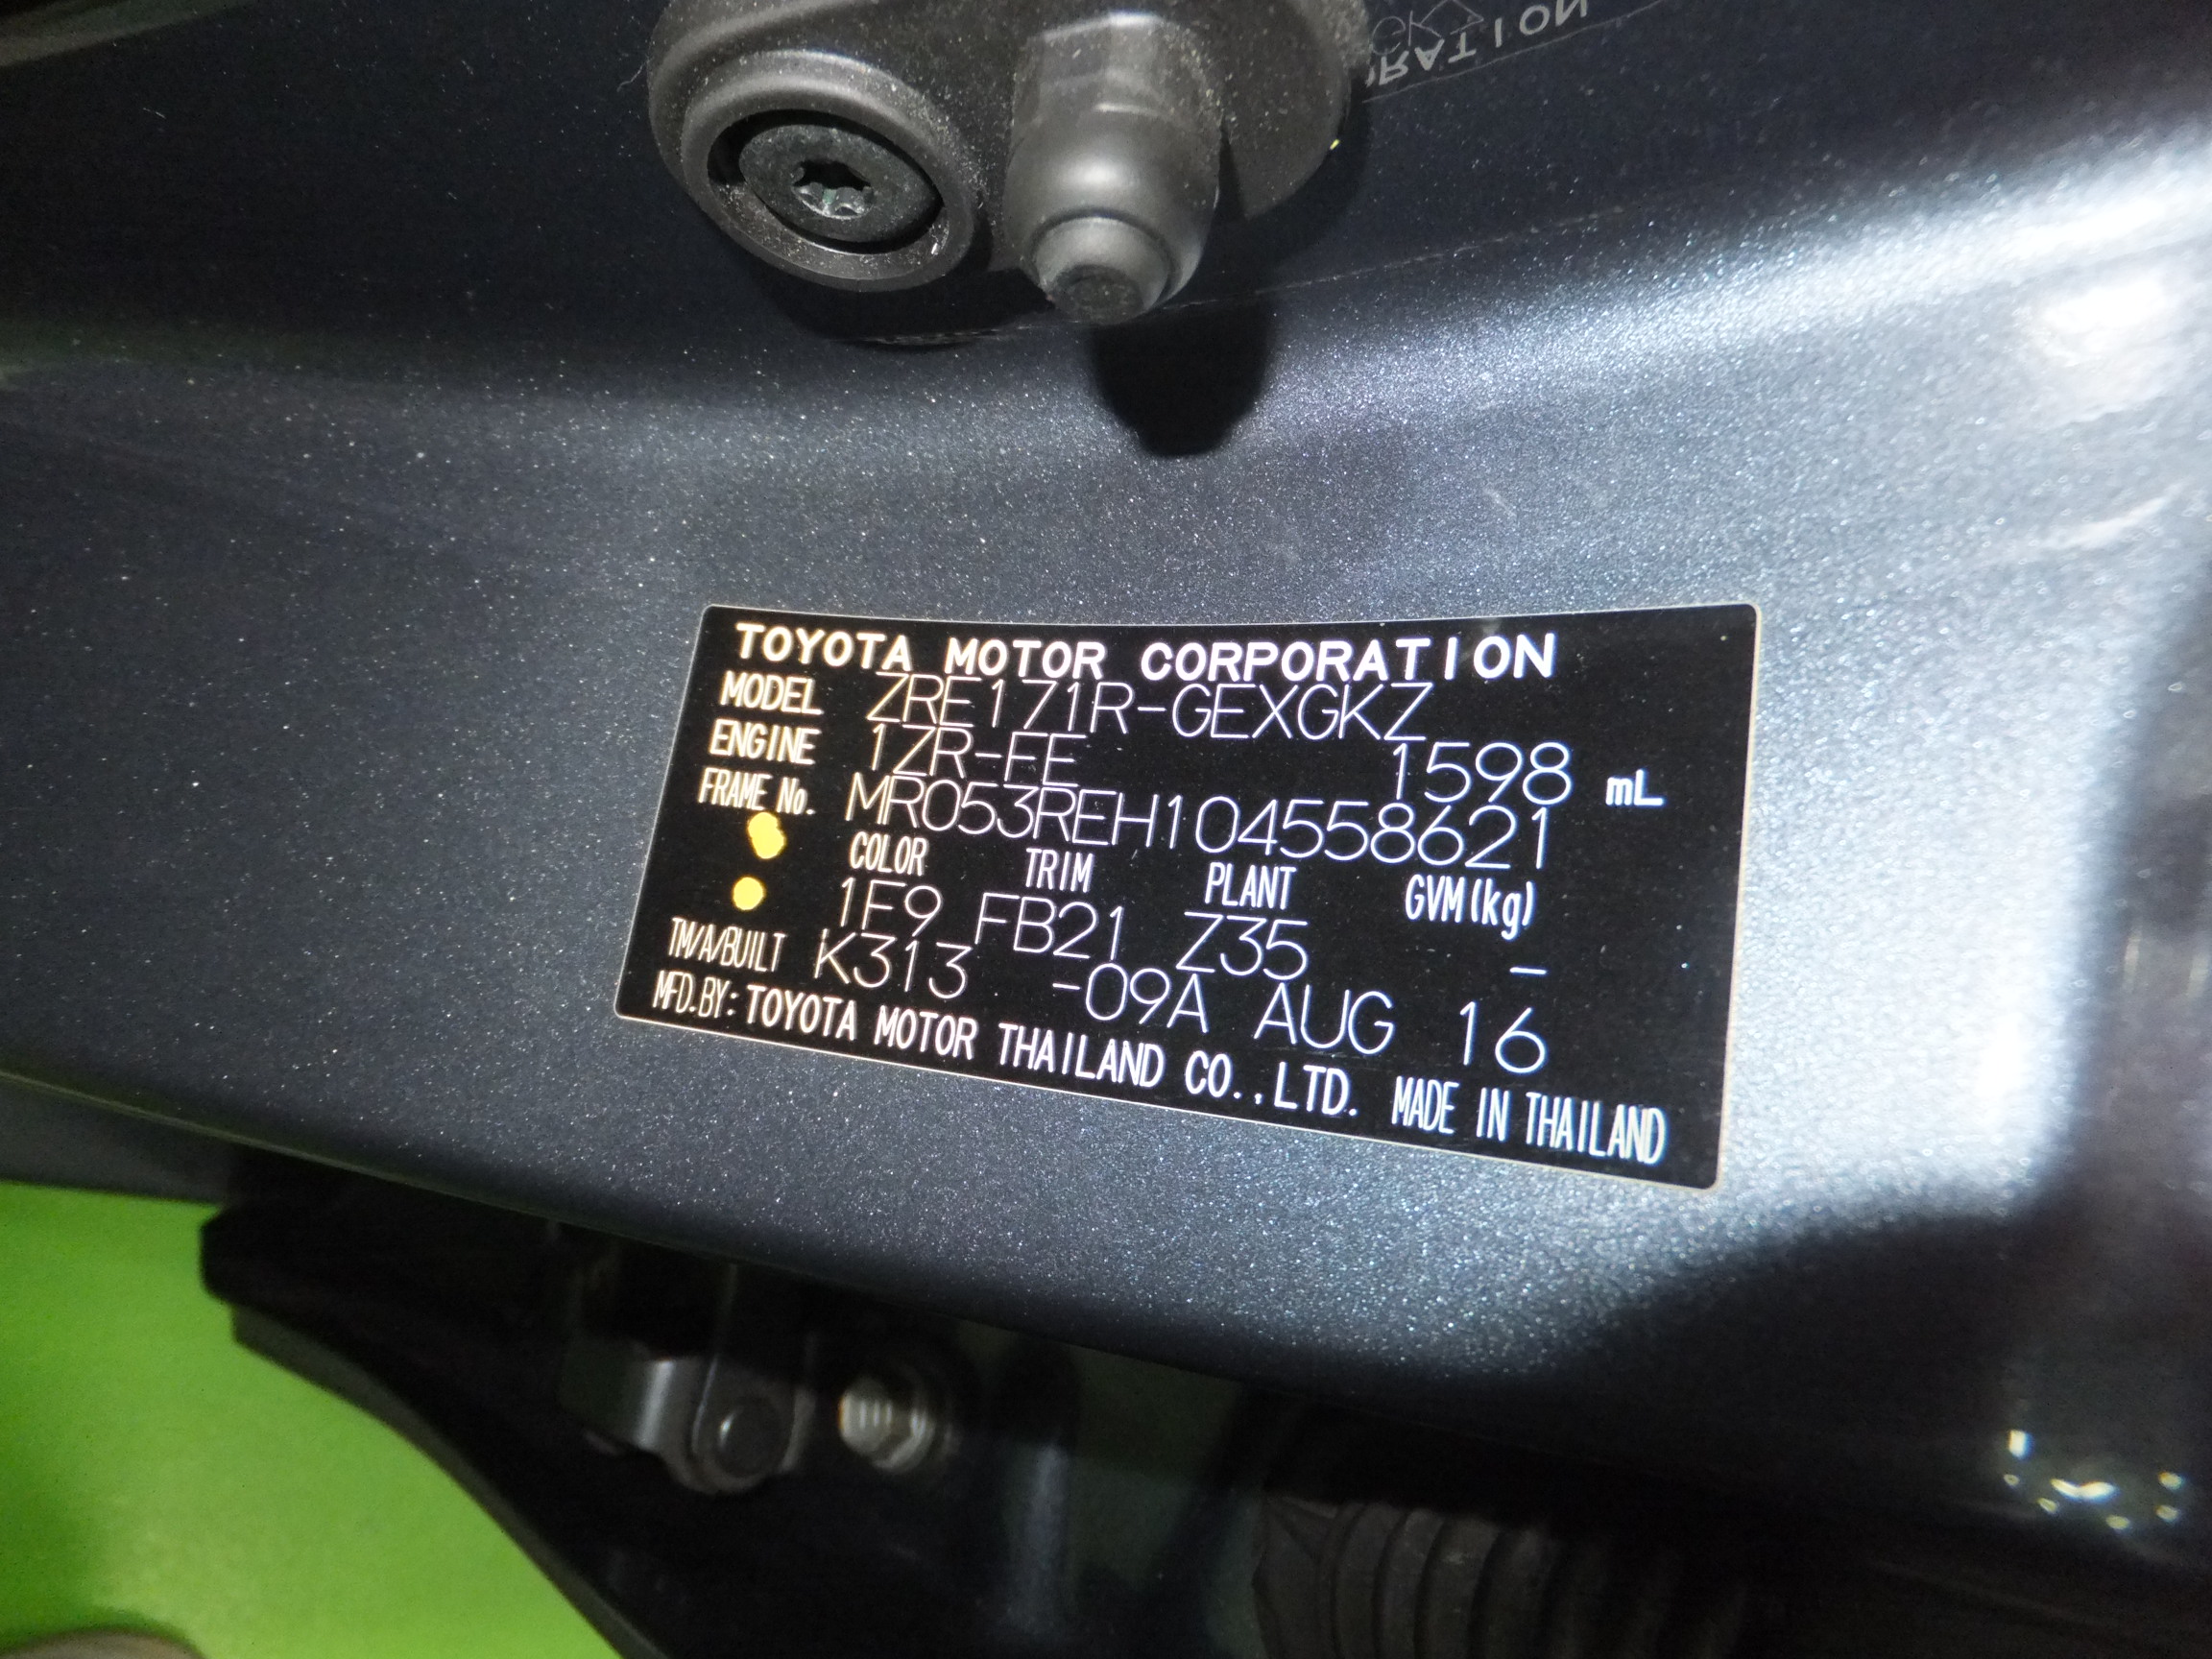 RATION
TOYOTA MOTOR CORPORATION
MODEL ZRE171R-GEXGKZ
ENGINE 1ZR-FE 1598 mL
FRAME No. MR053REH104558621
COLOR TRIM PLANT GVM(kg)
1F9 FB21 Z35 -
TM/A/BUILT K313 -09A AUG 16
MFD.BY: TOYOTA MOTOR THAILAND CO.,LTD. MADE IN THAILAND